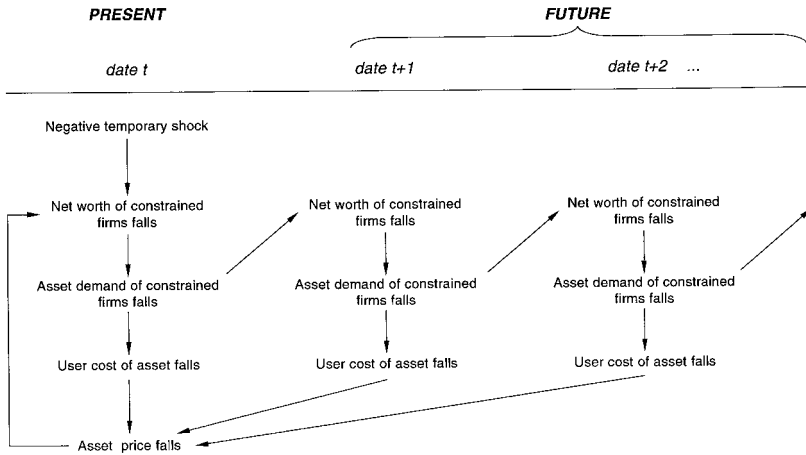 PRESENT
FUTURE
date t
date t+1
date t+2 ...
Negative temporary shock
Net worth of constrained
firms falls
Net worth of constrained
firms falls
Net worth of constrained
firms falls
Asset demand of constrained
firms falls
Asset demand of constrained
firms falls
Asset demand of constrained
firms falls
User cost of asset falls
User cost of asset falls
User cost of asset falls
Asset price falls